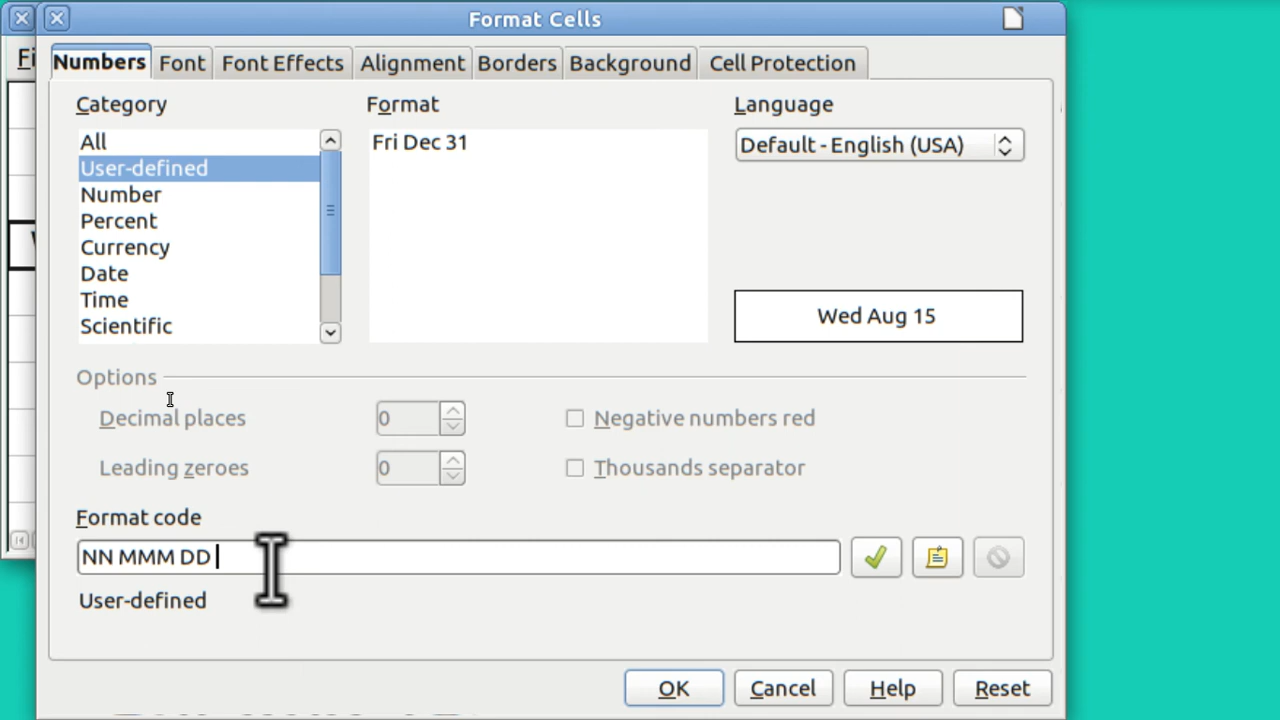 Format Cells
Fi
Numbers Font Font Effects Alignment Borders Background Cell Protection
Category Format Language
All
User-defined
Number
Percent
Currency
Date
Time
Scientific
Fri Dec 31
Default - English (USA)
Wed Aug 15
Options
Decimal places 0 Negative numbers red
Leading zeroes 0 Thousands separator
Format code
NN MMM DD
User-defined
OK Cancel Help Reset